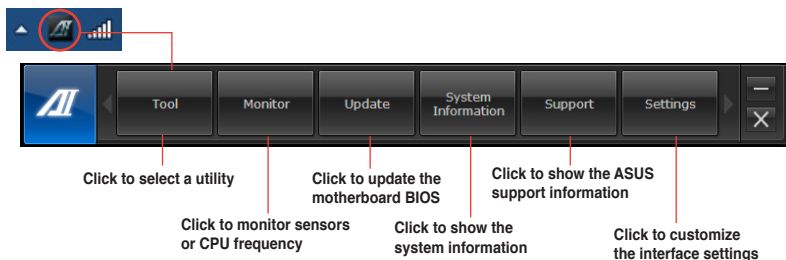 Tool
Monitor
Update
System
Information
Support
Settings
Click to select a utility
Click to update the
motherboard BIOS
Click to show the ASUS
support information
Click to monitor sensors
or CPU frequency
Click to show the
system information
Click to customize
the interface settings